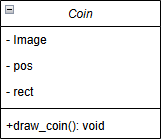 Coin
- Image
- pos
- rect
+draw_coin(): void